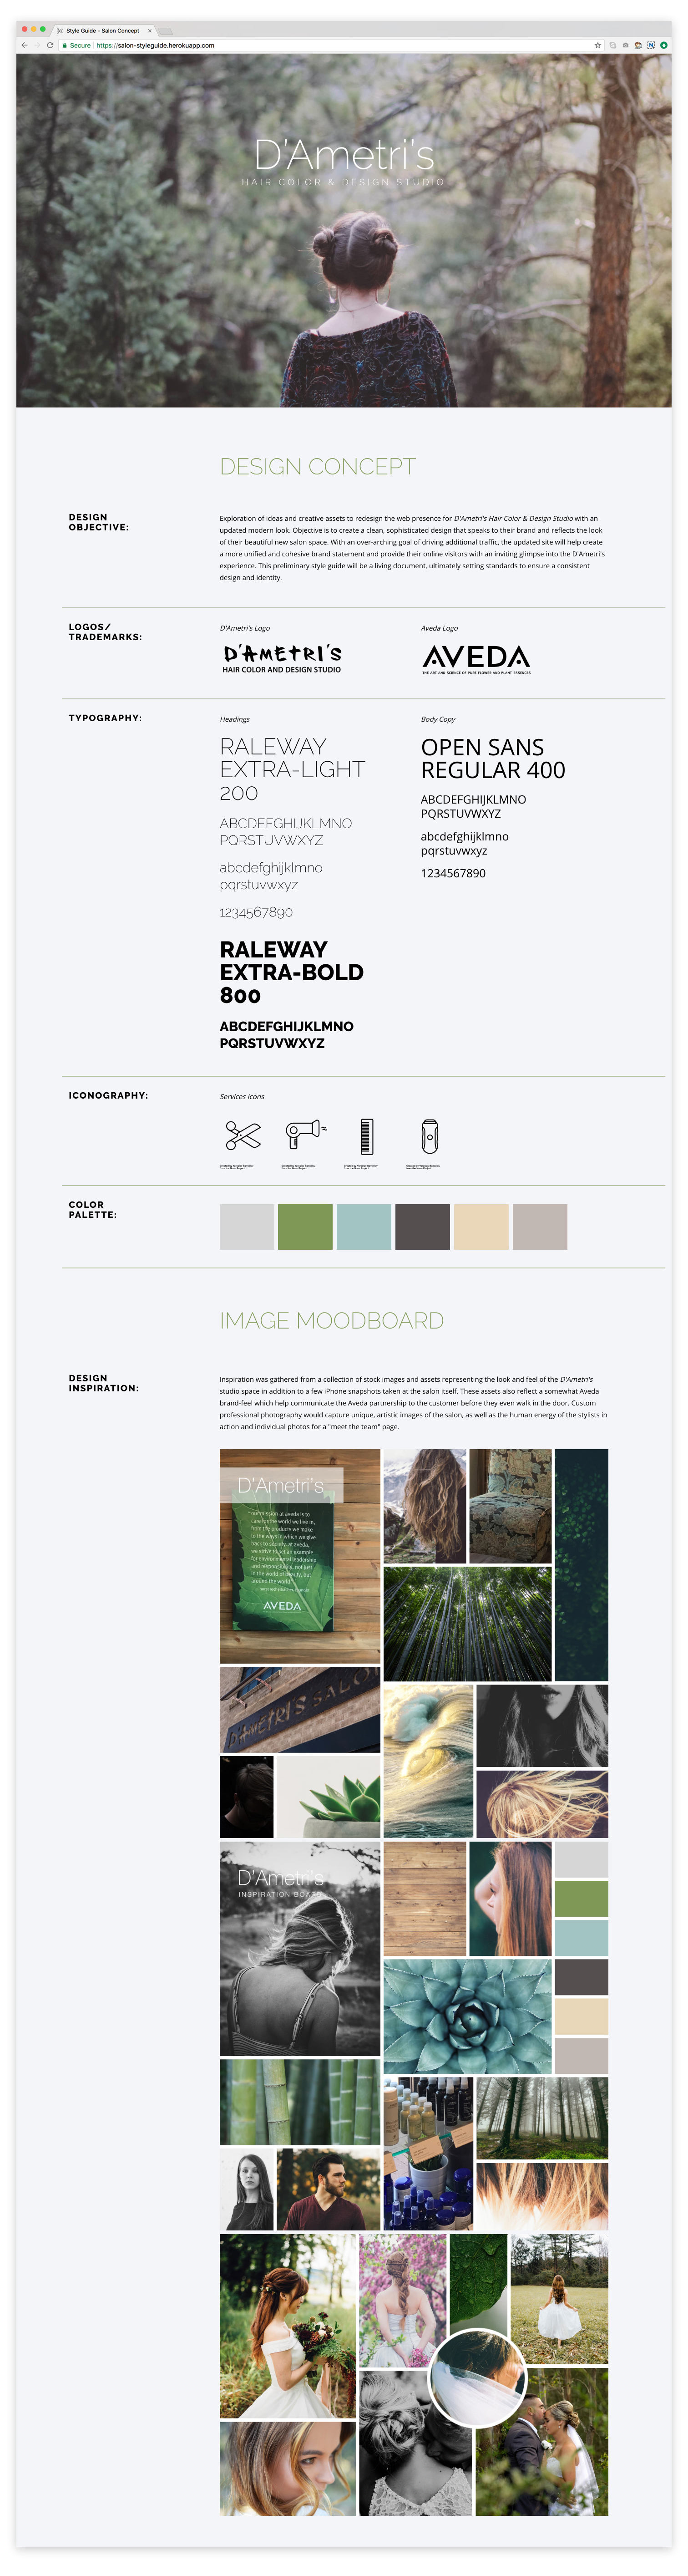 Style Guide - Salon Concept
Secure https://salon-styleguide.herokuapp.com
D'Ametri's
HAIR COLOR & DESIGN STUDIO
DESIGN CONCEPT
DESIGN
OBJECTIVE:
Exploration of ideas and creative assets to redesign the web presence for D'Ametri's Hair Color & Design Studio with an
updated modern look. Objective is to create a clean, sophisticated design that speaks to their brand and reflects the look
of their beautiful new salon space. With an over-arching goal of driving additional traffic, the updated site will help create
a more unified and cohesive brand statement and provide their online visitors with an inviting glimpse into the D'Ametri's
experience. This preliminary style guide will be a living document, ultimately setting standards to ensure a consistent
design and identity.
LOGOS/
TRADEMARKS:
D'Ametri's Logo
D'AMETRI'S
HAIR COLOR AND DESIGN STUDIO
Aveda Logo
AVEDA
THE ART AND SCIENCE OF PURE FLOWER AND PLANT ESSENCES
TYPOGRAPHY:
Headings
RALEWAY
EXTRA-LIGHT
200
ABCDEFGHIJKLMNO
PQRSTUVWXYZ
abcdefghijklmno
pqrstuvwxyz
1234567890
RALEWAY
EXTRA-BOLD
800
ABCDEFGHIJKLMNO
PQRSTUVWXYZ
Body Copy
OPEN SANS
REGULAR 400
ABCDEFGHIJKLMNO
PQRSTUVWXYZ
abcdefghijklmno
pqrstuvwxyz
1234567890
ICONOGRAPHY:
Services Icons
COLOR
PALETTE:
IMAGE MOODBOARD
DESIGN
INSPIRATION:
Inspiration was gathered from a collection of stock images and assets representing the look and feel of the D'Ametri's
studio space in addition to a few iPhone snapshots taken at the salon itself. These assets also reflect a somewhat Aveda
brand-feel which help communicate the Aveda partnership to the customer before they even walk in the door. Custom
professional photography would capture unique, artistic images of the salon, as well as the human energy of the stylists in
action and individual photos for a "meet the team" page.
D'Ametri's
our mission at aveda is to
care for the world we live in,
from the products we make
to the ways in which we give
back to society. at aveda,
we strive to set an example
for environmental leadership
and responsibility, not just
in the world of beauty, but
around the world.
AVEDA
D'AMETRI'S SALON
D'Ametri's
INSPIRATION BOARD